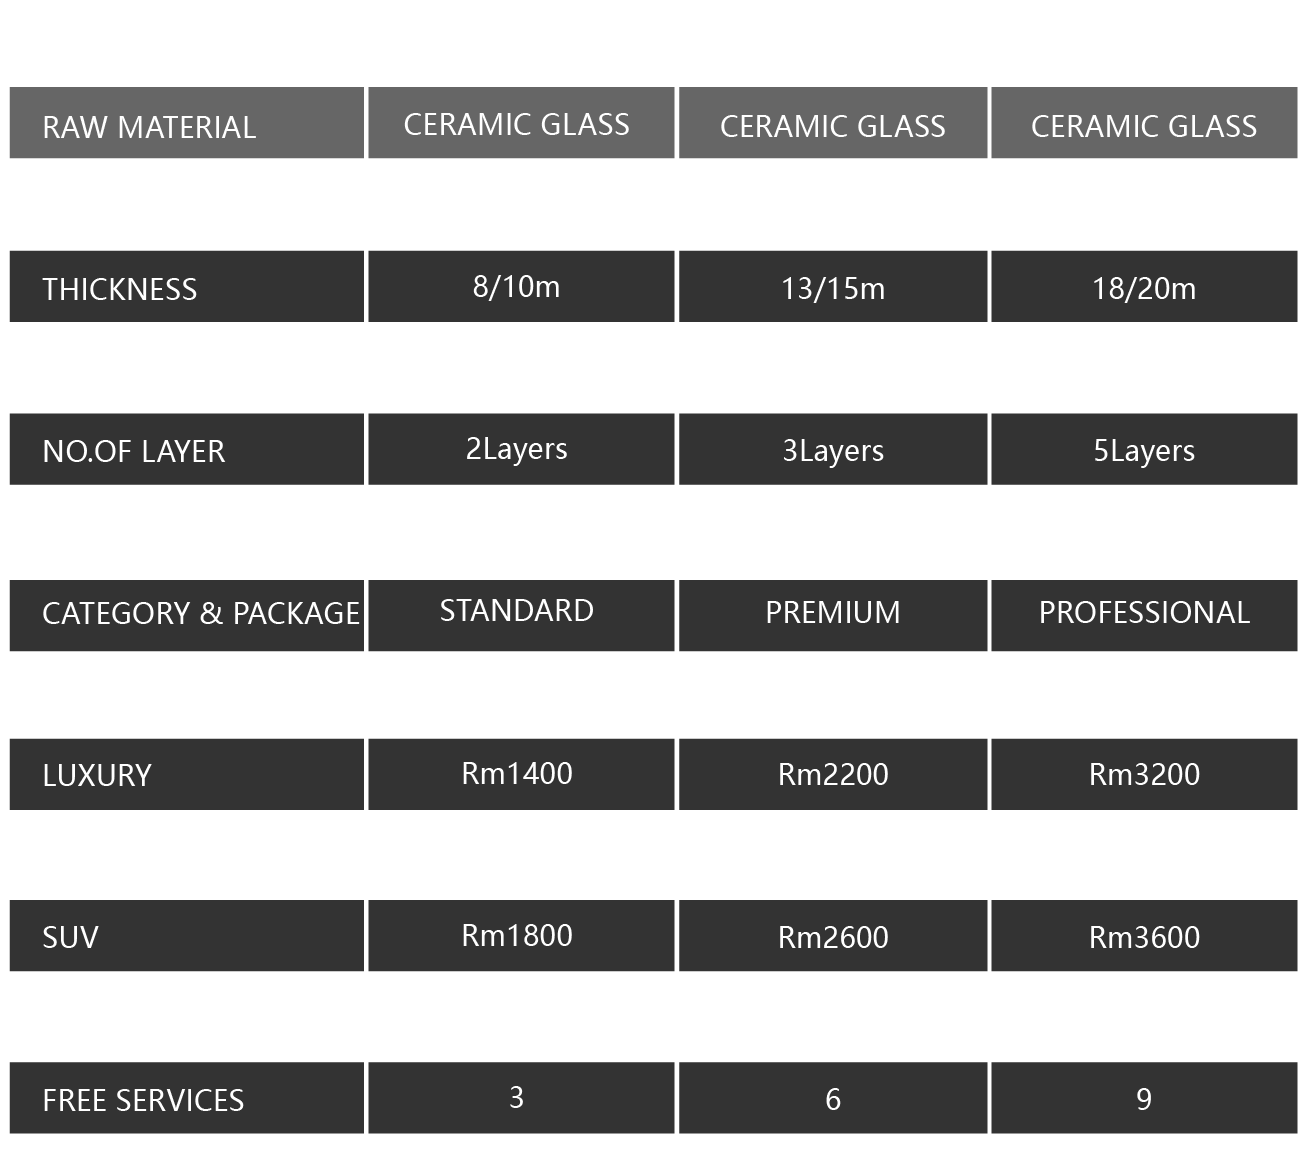 RAW MATERIAL CERAMIC GLASS CERAMIC GLASS CERAMIC GLASS
THICKNESS 8/10m 13/15m 18/20m
NO.OF LAYER 2Layers 3Layers 5Layers
CATEGORY & PACKAGE STANDARD PREMIUM PROFESSIONAL
LUXURY Rm1400 Rm2200 Rm3200
SUV Rm1800 Rm2600 Rm3600
FREE SERVICES 3 6 9